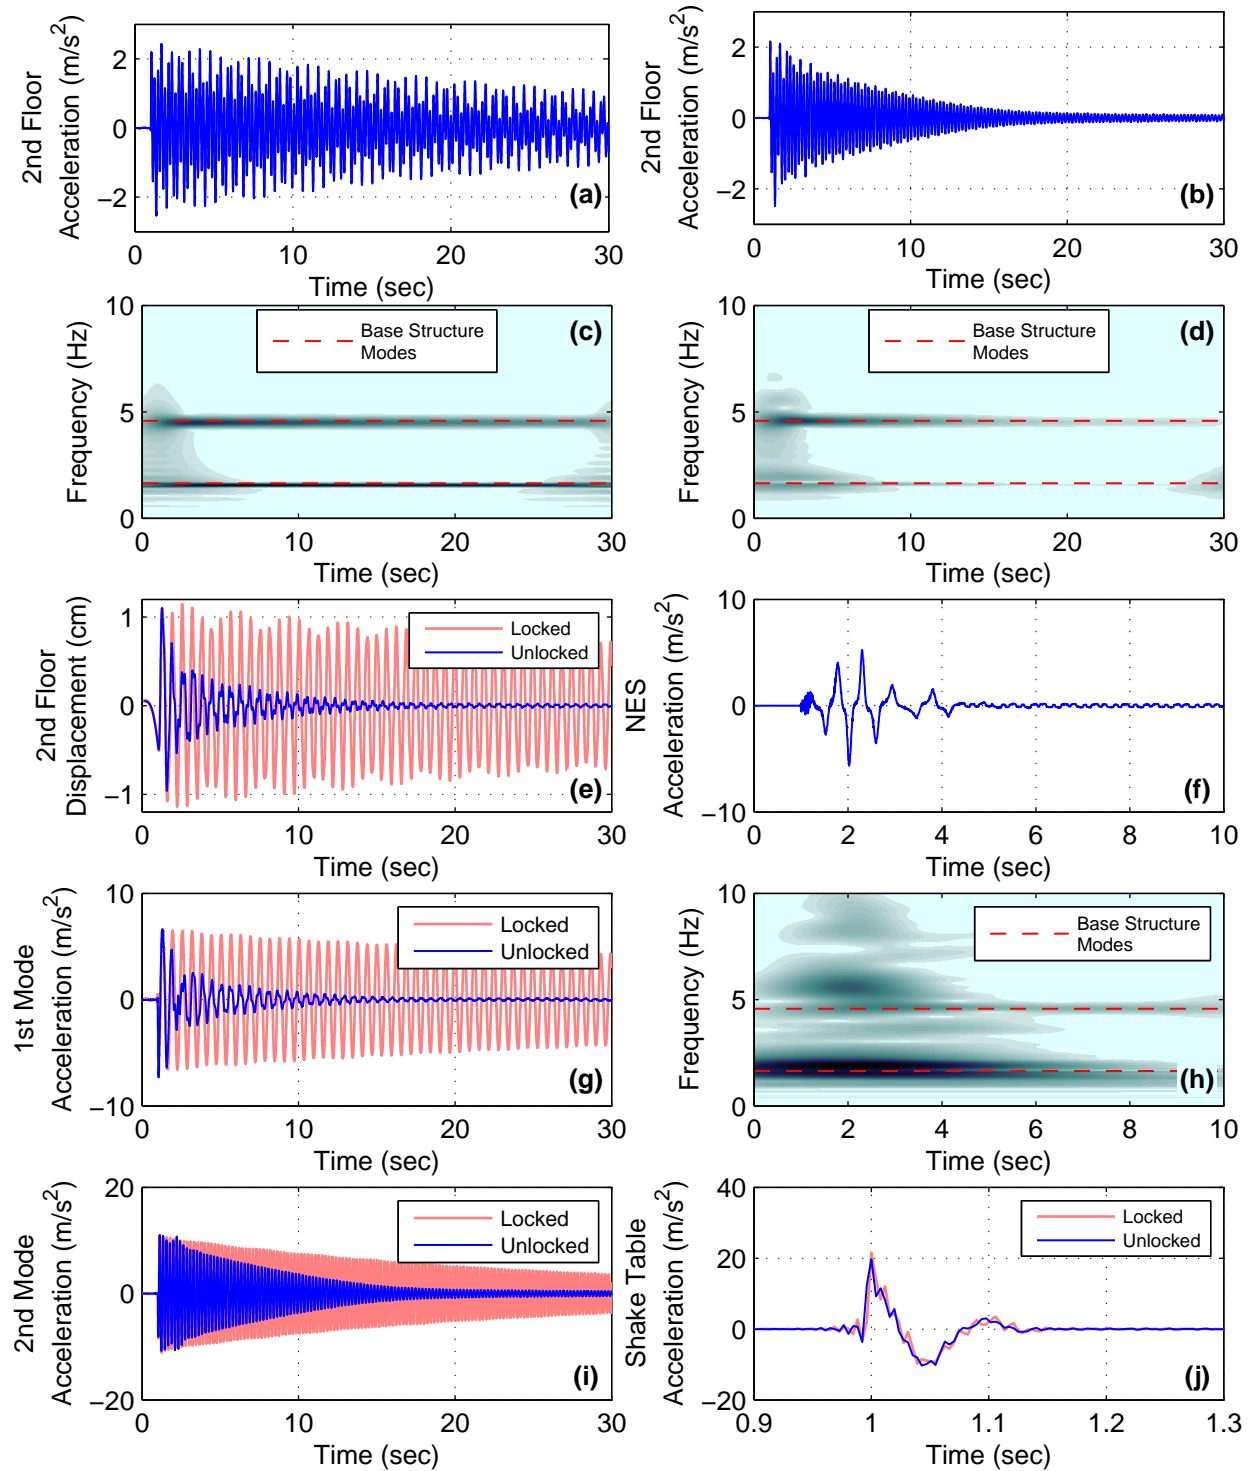 2nd Floor
Acceleration (m/s²)
2
0
−2
0
10
20
30
Time (sec)
(a)
2nd Floor
Acceleration (m/s²)
2
0
−2
0
10
20
30
Time (sec)
(b)
Frequency (Hz)
10
5
0
0
10
20
30
Time (sec)
Base Structure
Modes
(c)
Frequency (Hz)
10
5
0
0
10
20
30
Time (sec)
Base Structure
Modes
(d)
2nd Floor
Displacement (cm)
1
0
−1
0
10
20
30
Time (sec)
Locked
Unlocked
(e)
NES
Acceleration (m/s²)
10
0
−10
0
2
4
6
8
10
Time (sec)
(f)
1st Mode
Acceleration (m/s²)
10
0
−10
0
10
20
30
Time (sec)
Locked
Unlocked
(g)
Frequency (Hz)
10
5
0
0
2
4
6
8
10
Time (sec)
Base Structure
Modes
(h)
2nd Mode
Acceleration (m/s²)
20
0
−20
0
10
20
30
Time (sec)
Locked
Unlocked
(i)
Shake Table
Acceleration (m/s²)
40
20
0
−20
0.9
1
1.1
1.2
1.3
Time (sec)
Locked
Unlocked
(j)